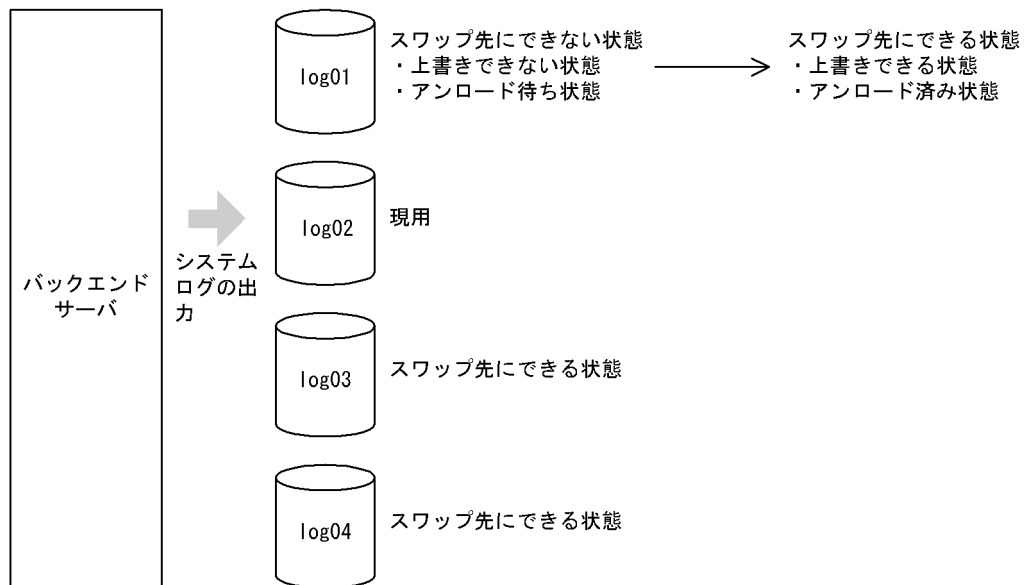 バックエンド
サーバ
システム
ログの出
力
log01
スワップ先にできない状態
・上書きできない状態
・アンロード待ち状態
スワップ先にできる状態
・上書きできる状態
・アンロード済み状態
log02
現用
log03
スワップ先にできる状態
log04
スワップ先にできる状態